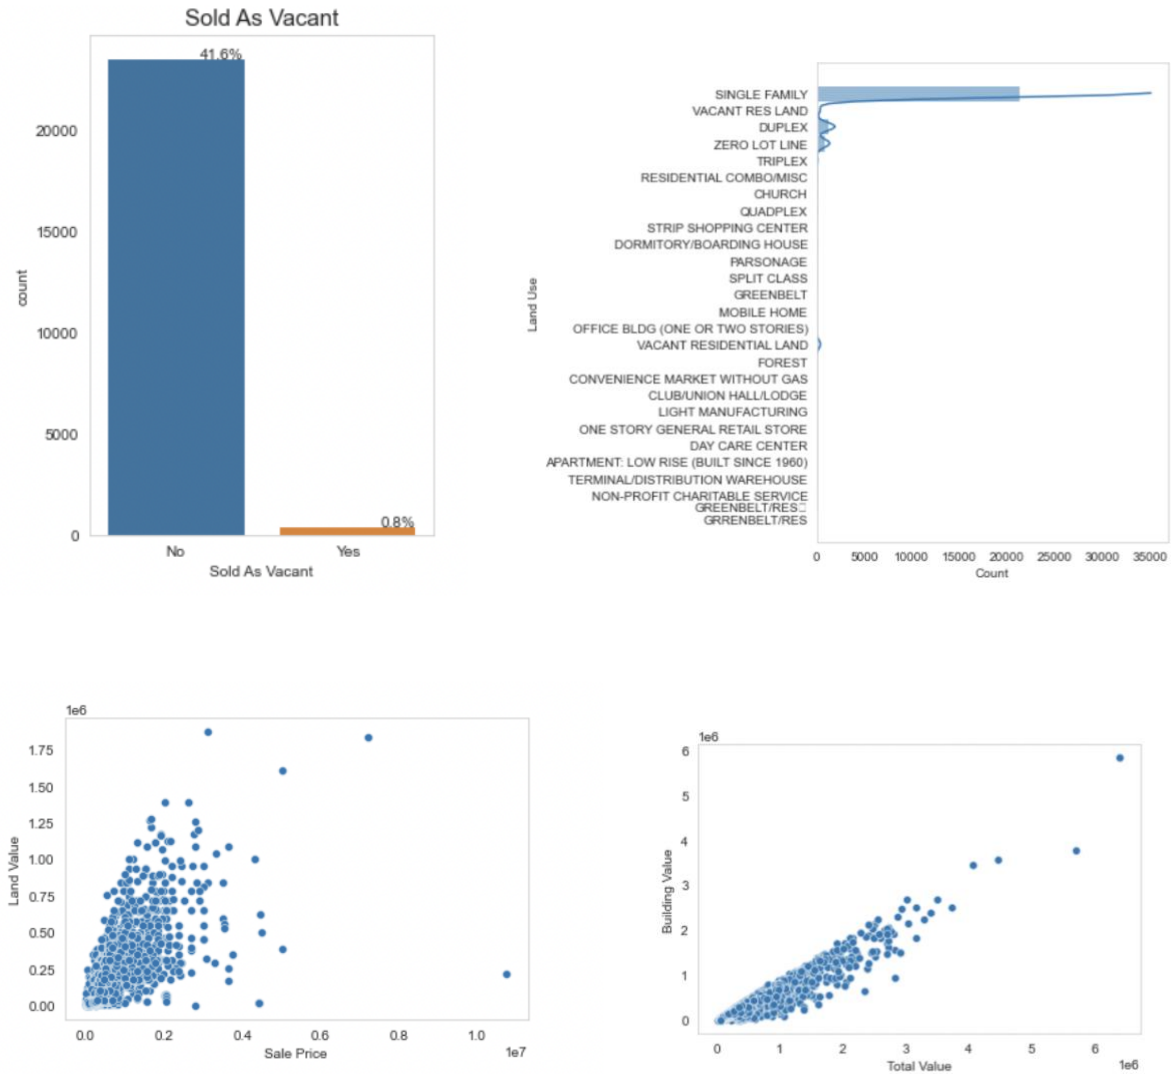 Sold As Vacant
41.6%
20000
15000
10000
5000
0
count
0.8%
No Yes
Sold As Vacant
SINGLE FAMILY
VACANT RES LAND
DUPLEX
ZERO LOT LINE
TRIPLEX
RESIDENTIAL COMBO/MISC
CHURCH
QUADPLEX
STRIP SHOPPING CENTER
DORMITORY/BOARDING HOUSE
PARSONAGE
SPLIT CLASS
GREENBELT
MOBILE HOME
OFFICE BLDG (ONE OR TWO STORIES)
VACANT RESIDENTIAL LAND
FOREST
CONVENIENCE MARKET WITHOUT GAS
CLUB/UNION HALL/LODGE
LIGHT MANUFACTURING
ONE STORY GENERAL RETAIL STORE
DAY CARE CENTER
APARTMENT: LOW RISE (BUILT SINCE 1960)
TERMINAL/DISTRIBUTION WAREHOUSE
NON-PROFIT CHARITABLE SERVICE
GREENBELT/RES
GRRENBELT/RES
Land Use
0 5000 10000 15000 20000 25000 30000 35000
Count
1e6
1.75
1.50
1.25
1.00
0.75
0.50
0.25
0.00
Land Value
0.0 0.2 0.4 0.6 0.8 1.0
Sale Price
1e7
1e6
6
5
4
3
2
1
0
Building Value
0 1 2 3 4 5 6
Total Value
1e6